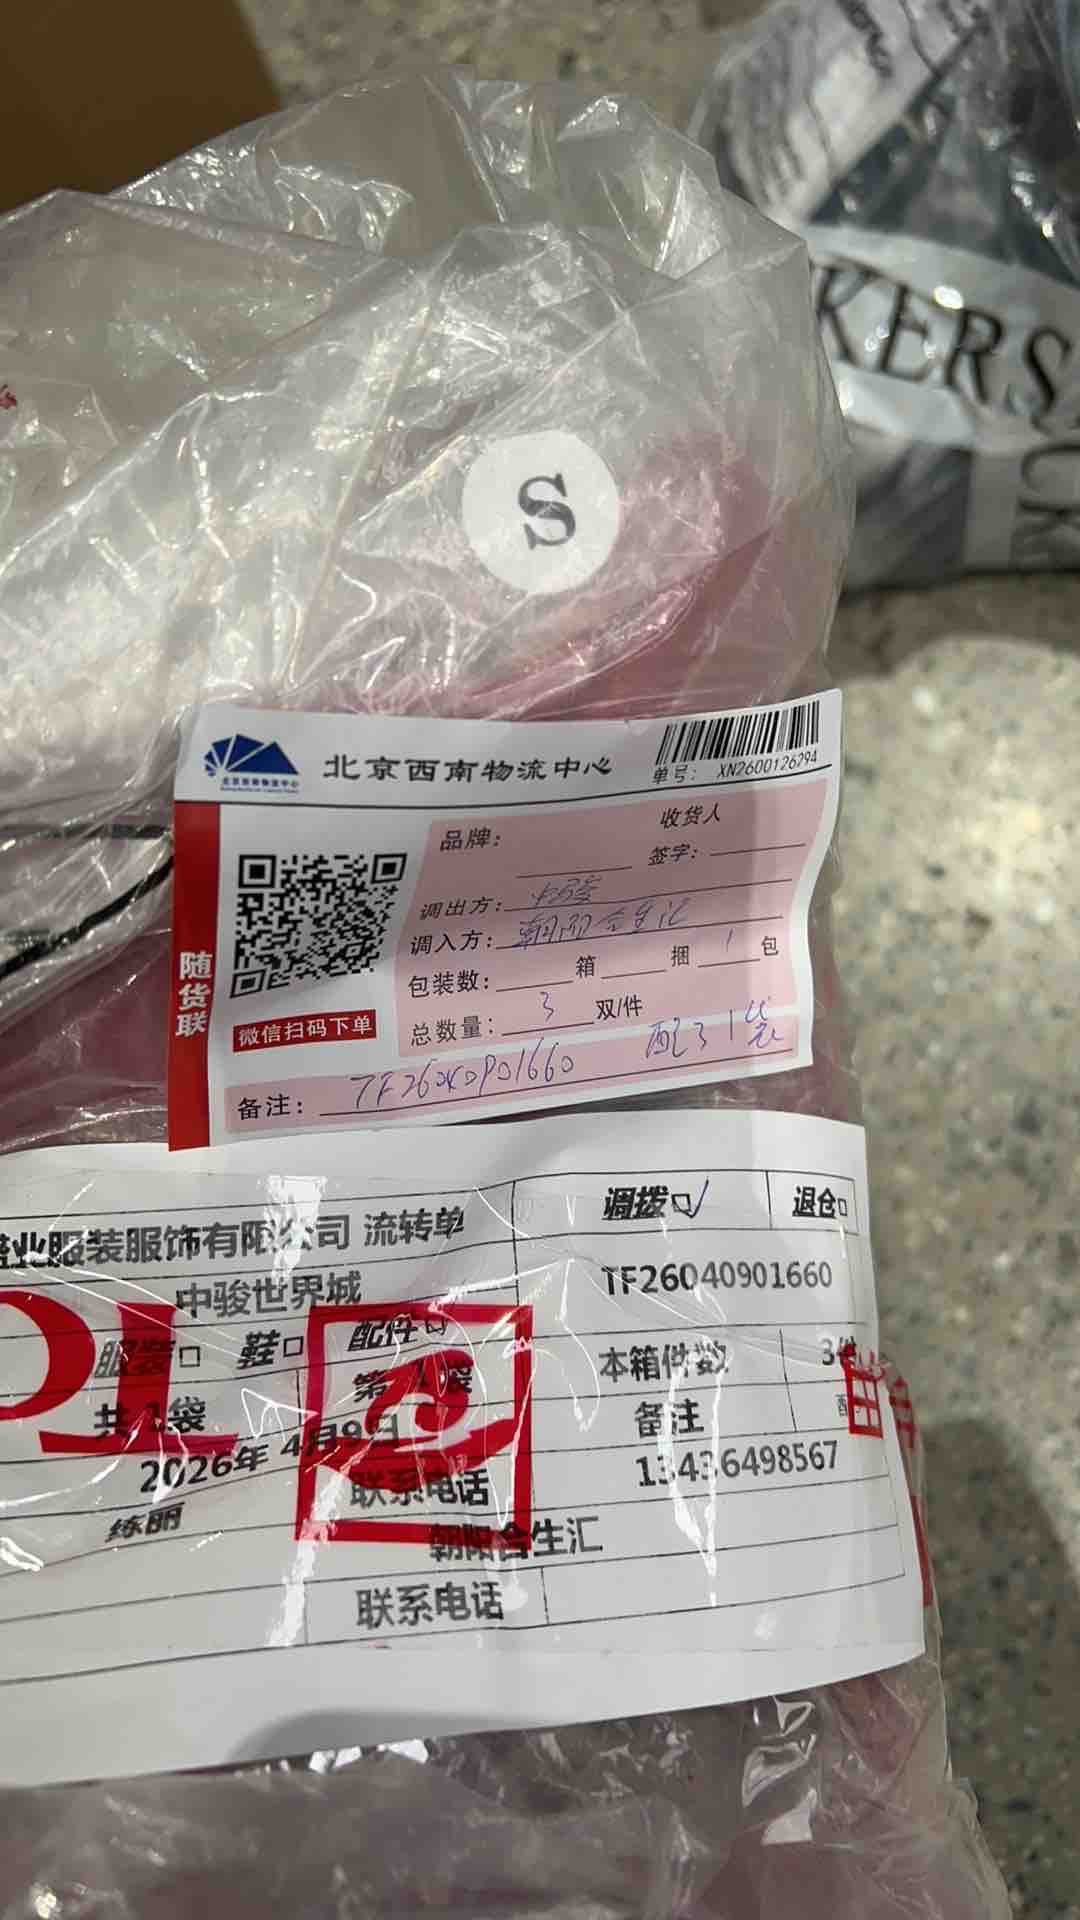 KERS
S
北京西南物流中心
单号: XN2600126294
品牌:
收货人
签字:
调出方:
调入方: 朝阳合生汇
包装数: 箱 捆 1 包
总数量: 3 双/件
随货联
微信扫码下单
备注: TF26040901660 配3 1袋
业服装服饰有限公司 流转单
调拨□✓ 退仓□
中骏世界城
TF26040901660
服装□ 鞋□ 配件
本箱件数 3件
共 1袋 第 1袋
备注
2026年 4月9日
练丽
联系电话 13436498567
朝阳合生汇
联系电话